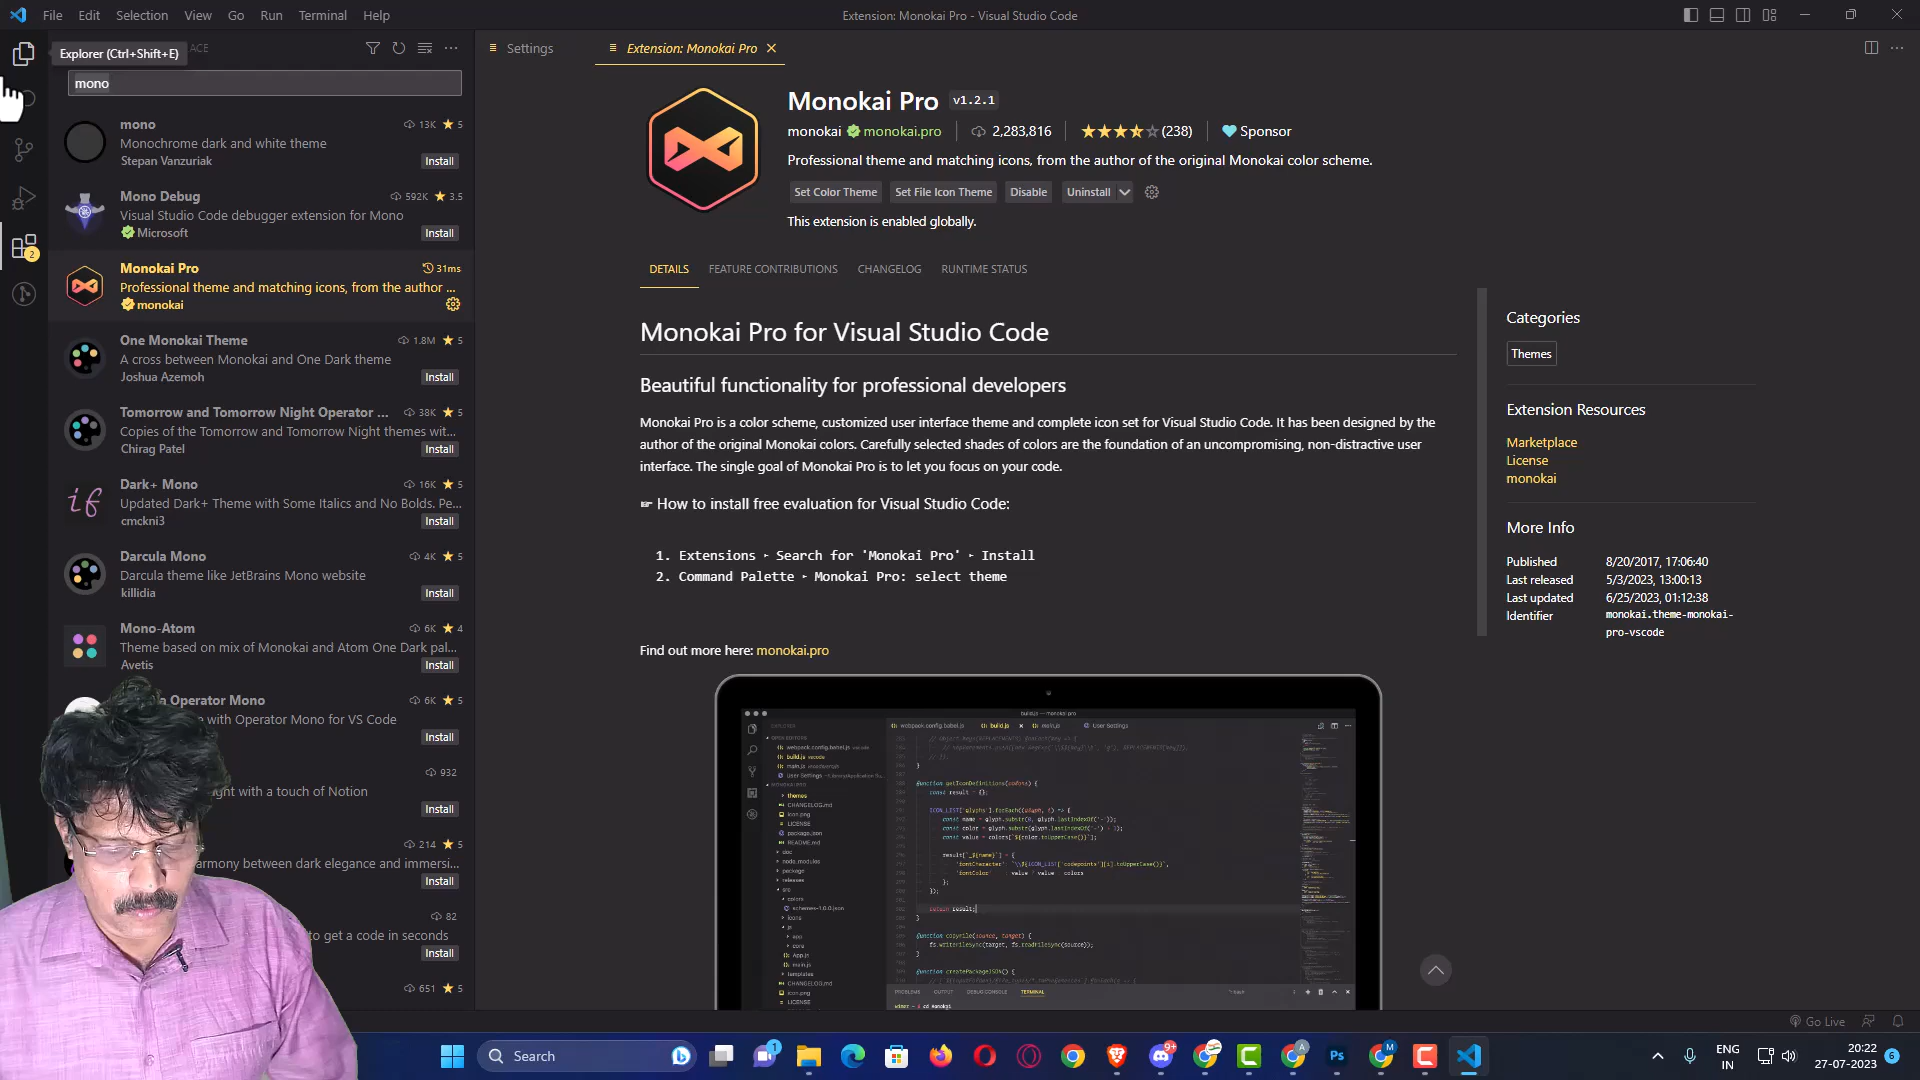 File Edit Selection View Go Run Terminal Help
Extension: Monokai Pro - Visual Studio Code
Explorer (Ctrl+Shift+E)
mono
mono 13K 5
Monochrome dark and white theme
Stepan Vanzuriak Install
Mono Debug 592K 3.5
Visual Studio Code debugger extension for Mono
Microsoft Install
Monokai Pro 31ms
Professional theme and matching icons, from the author ...
monokai
One Monokai Theme 1.8M 5
A cross between Monokai and One Dark theme
Joshua Azemoh Install
Tomorrow and Tomorrow Night Operator ... 38K 5
Copies of the Tomorrow and Tomorrow Night themes wit...
Chirag Patel Install
Dark+ Mono 16K 5
if
Updated Dark+ Theme with Some Italics and No Bolds. Pe...
cmckni3 Install
Darcula Mono 4K 5
Darcula theme like JetBrains Mono website
killidia Install
Mono-Atom 6K 4
Theme based on mix of Monokai and Atom One Dark pal...
Avetis Install
Operator Mono 6K 5
with Operator Mono for VS Code
Install
932
with a touch of Notion
Install
214 5
between dark elegance and immersi...
Install
82
to get a code in seconds
Install
651 5
Settings
Extension: Monokai Pro
Monokai Pro v1.2.1
monokai monokai.pro 2,283,816 (238) Sponsor
Professional theme and matching icons, from the author of the original Monokai color scheme.
Set Color Theme Set File Icon Theme Disable Uninstall
This extension is enabled globally.
DETAILS FEATURE CONTRIBUTIONS CHANGELOG RUNTIME STATUS
Monokai Pro for Visual Studio Code
Beautiful functionality for professional developers
Monokai Pro is a color scheme, customized user interface theme and complete icon set for Visual Studio Code. It has been designed by the
author of the original Monokai colors. Carefully selected shades of colors are the foundation of an uncompromising, non-distractive user
interface. The single goal of Monokai Pro is to let you focus on your code.
☛ How to install free evaluation for Visual Studio Code:
1. Extensions ‣ Search for 'Monokai Pro' ‣ Install
2. Command Palette ‣ Monokai Pro: select theme
Find out more here: monokai.pro
Categories
Themes
Extension Resources
Marketplace
License
monokai
More Info
Published 8/20/2017, 17:06:40
Last released 5/3/2023, 13:00:13
Last updated 6/25/2023, 01:12:38
Identifier monokai.theme-monokai-
pro-vscode
CHANGELOG.md
icon.png
LICENSE
package.json
README.md
return result;
PROBLEMS OUTPUT DEBUG CONSOLE TERMINAL
Go Live
Search
ENG
IN
20:22
27-07-2023